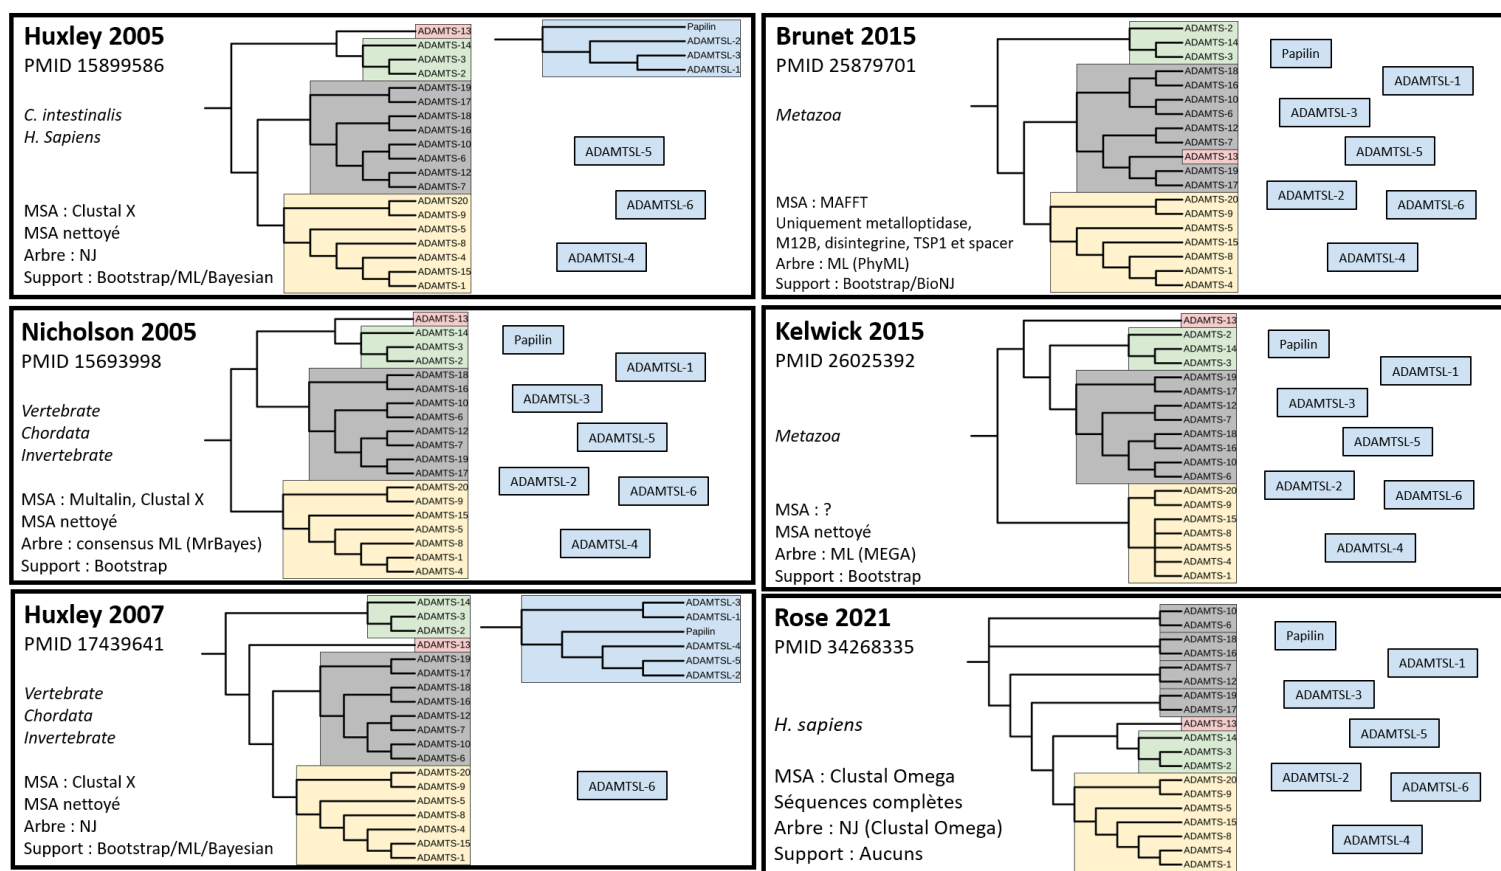 Huxley 2005
PMID 15899586
C. intestinalis
H. Sapiens
MSA : Clustal X
MSA nettoyé
Arbre : NJ
Support : Bootstrap/ML/Bayesian
ADAMTS-13
ADAMTS-14
ADAMTS-3
ADAMTS-2
ADAMTS-19
ADAMTS-17
ADAMTS-18
ADAMTS-16
ADAMTS-10
ADAMTS-6
ADAMTS-12
ADAMTS-7
ADAMTS20
ADAMTS-9
ADAMTS-5
ADAMTS-8
ADAMTS-4
ADAMTS-15
ADAMTS-1
Papilin
ADAMTSL-2
ADAMTSL-3
ADAMTSL-1
ADAMTSL-5
ADAMTSL-6
ADAMTSL-4
Brunet 2015
PMID 25879701
Metazoa
MSA : MAFFT
Uniquement metalloptidase,
M12B, disintegrine, TSP1 et spacer
Arbre : ML (PhyML)
Support : Bootstrap/BioNJ
ADAMTS-2
ADAMTS-14
ADAMTS-3
ADAMTS-18
ADAMTS-16
ADAMTS-10
ADAMTS-6
ADAMTS-12
ADAMTS-7
ADAMTS-13
ADAMTS-19
ADAMTS-17
ADAMTS-20
ADAMTS-9
ADAMTS-5
ADAMTS-15
ADAMTS-8
ADAMTS-1
ADAMTS-4
Papilin
ADAMTSL-1
ADAMTSL-3
ADAMTSL-5
ADAMTSL-2
ADAMTSL-6
ADAMTSL-4
Nicholson 2005
PMID 15693998
Vertebrate
Chordata
Invertebrate
MSA : Multalin, Clustal X
MSA nettoyé
Arbre : consensus ML (MrBayes)
Support : Bootstrap
ADAMTS-13
ADAMTS-14
ADAMTS-3
ADAMTS-2
ADAMTS-18
ADAMTS-16
ADAMTS-10
ADAMTS-6
ADAMTS-12
ADAMTS-7
ADAMTS-19
ADAMTS-17
ADAMTS-20
ADAMTS-9
ADAMTS-15
ADAMTS-5
ADAMTS-8
ADAMTS-1
ADAMTS-4
Papilin
ADAMTSL-1
ADAMTSL-3
ADAMTSL-5
ADAMTSL-2
ADAMTSL-6
ADAMTSL-4
Kelwick 2015
PMID 26025392
Metazoa
MSA : ?
MSA nettoyé
Arbre : ML (MEGA)
Support : Bootstrap
ADAMTS-13
ADAMTS-2
ADAMTS-14
ADAMTS-3
ADAMTS-19
ADAMTS-17
ADAMTS-12
ADAMTS-7
ADAMTS-18
ADAMTS-16
ADAMTS-10
ADAMTS-6
ADAMTS-20
ADAMTS-9
ADAMTS-15
ADAMTS-8
ADAMTS-5
ADAMTS-4
ADAMTS-1
Papilin
ADAMTSL-1
ADAMTSL-3
ADAMTSL-5
ADAMTSL-2
ADAMTSL-6
ADAMTSL-4
Huxley 2007
PMID 17439641
Vertebrate
Chordata
Invertebrate
MSA : Clustal X
MSA nettoyé
Arbre : NJ
Support : Bootstrap/ML/Bayesian
ADAMTS-14
ADAMTS-3
ADAMTS-2
ADAMTS-13
ADAMTS-19
ADAMTS-17
ADAMTS-18
ADAMTS-16
ADAMTS-12
ADAMTS-7
ADAMTS-10
ADAMTS-6
ADAMTS-20
ADAMTS-9
ADAMTS-5
ADAMTS-8
ADAMTS-4
ADAMTS-15
ADAMTS-1
ADAMTSL-3
ADAMTSL-1
Papilin
ADAMTSL-4
ADAMTSL-5
ADAMTSL-2
ADAMTSL-6
Rose 2021
PMID 34268335
H. sapiens
MSA : Clustal Omega
Séquences complètes
Arbre : NJ (Clustal Omega)
Support : Aucuns
ADAMTS-10
ADAMTS-6
ADAMTS-18
ADAMTS-16
ADAMTS-7
ADAMTS-12
ADAMTS-19
ADAMTS-17
ADAMTS-13
ADAMTS-14
ADAMTS-3
ADAMTS-2
ADAMTS-20
ADAMTS-9
ADAMTS-5
ADAMTS-15
ADAMTS-8
ADAMTS-4
ADAMTS-1
Papilin
ADAMTSL-1
ADAMTSL-3
ADAMTSL-5
ADAMTSL-2
ADAMTSL-6
ADAMTSL-4